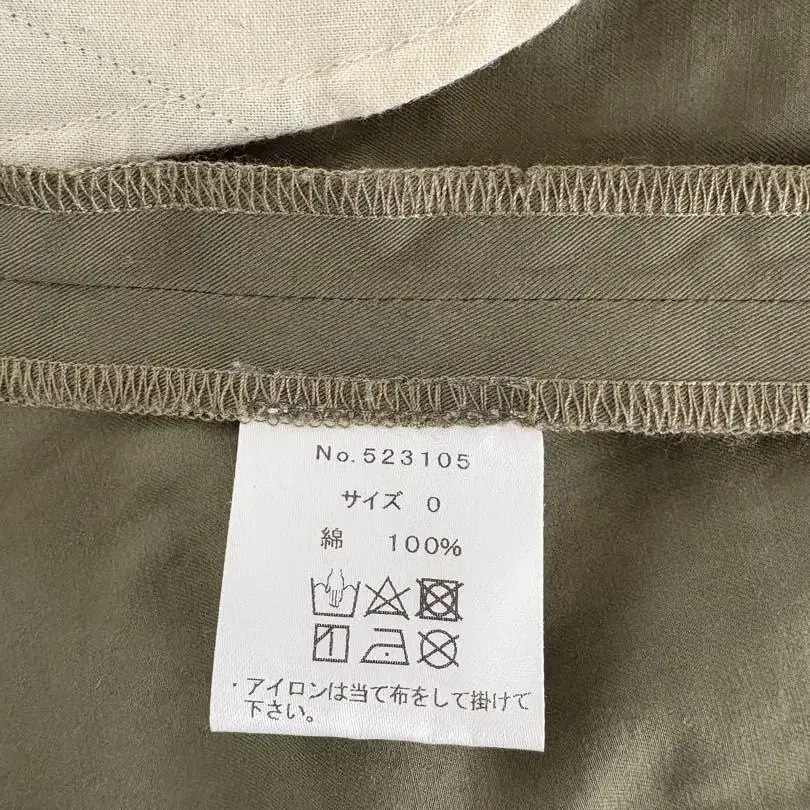 No.523105
サイズ 0
綿 100%
・アイロンは当て布をして掛けて
下さい。